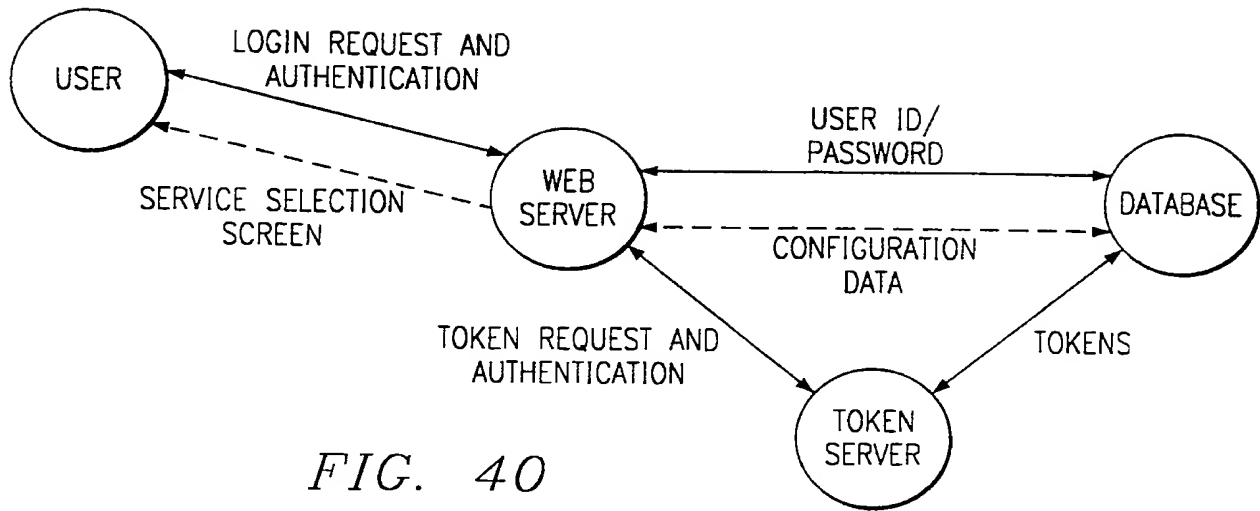 USER
LOGIN REQUEST AND
AUTHENTICATION
SERVICE SELECTION
SCREEN
WEB
SERVER
USER ID/
PASSWORD
CONFIGURATION
DATA
DATABASE
TOKEN REQUEST AND
AUTHENTICATION
TOKENS
TOKEN
SERVER
FIG. 40